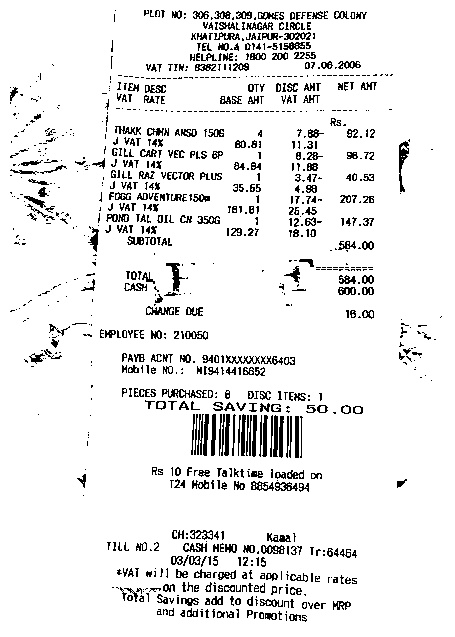 PLOT NO: 306,308,309,GOMES DEFENSE COLONY
VAISHALINAGAR CIRCLE
KHATIPURA,JAIPUR-302021
TEL NO.& 0141-5158855
HELPLINE: 1800 200 2255
VAT TIN: 8382111209 07.06.2006
ITEM DESC QTY DISC AMT NET AMT
VAT RATE BASE AMT VAT AMT
Rs.
THAKK CHMN ANSD 150G 4 7.88- 92.12
J VAT 14% 80.81 11.31
GILL CART VEC PLS 6P 1 8.28- 96.72
J VAT 14% 84.84 11.88
GILL RAZ VECTOR PLUS 1 3.47- 40.53
J VAT 14% 35.55 4.98
FOGG ADVENTURE150m 1 17.74- 207.26
J VAT 14% 181.81 25.45
POND TAL OIL CN 350G 1 12.63- 147.37
J VAT 14% 129.27 18.10
SUBTOTAL 584.00
TOTAL 584.00
CASH 600.00
CHANGE DUE 16.00
EMPLOYEE NO: 210050
PAYB ACNT NO. 9401XXXXXXXX6403
Mobile NO.: MI9414416852
PIECES PURCHASED: 8 DISC ITEMS: 1
TOTAL SAVING: 50.00
Rs 10 Free Talktime loaded on
T24 Mobile No 8854936494
CH:323341 Kamal
TILL NO.2 CASH MEMO NO.0098137 Tr:64464
03/03/15 12:15
*VAT will be charged at applicable rates
on the discounted price.
Total Savings add to discount over MRP
and additional Promotions